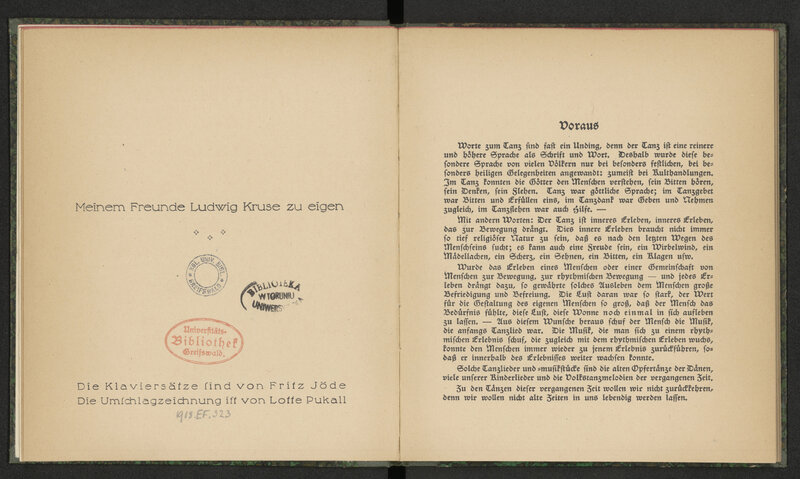 Meinem Freunde Ludwig Kruse zu eigen
BIBLIOTEKA
W TORUNIU
UNIWERS
Universitäts-
Bibliothek
Greifswald.
Die Klaviersätze sind von Fritz Jöde
Die Umschlagzeichnung ist von Lotte Pukall
1919.EF.323
Voraus
Worte zum Tanz sind fast ein Unding, denn der Tanz ist eine reinere
und höhere Sprache als Schrift und Wort. Deshalb wurde diese be-
sondere Sprache von vielen Völkern nur bei besonders festlichen, bei be-
sonders heiligen Gelegenheiten angewandt: zumeist bei Kulthandlungen.
Im Tanz konnten die Götter den Menschen verstehen, sein Bitten hören,
sein Denken, sein Flehen. Tanz war göttliche Sprache; im Tanzgebet
war Bitten und Erfüllen eins, im Tanzdank war Geben und Nehmen
zugleich, im Tanzflehen war auch Hilfe. —
Mit andern Worten: Der Tanz ist inneres Erleben, inneres Erleben,
das zur Bewegung drängt. Dies innere Erleben braucht nicht immer
so tief religiöser Natur zu sein, daß es nach den letzten Wegen des
Menschseins sucht; es kann auch eine Freude sein, ein Wirbelwind, ein
Mädellachen, ein Scherz, ein Sehnen, ein Bitten, ein Klagen usw.
Wurde das Erleben eines Menschen oder einer Gemeinschaft von
Menschen zur Bewegung, zur rhythmischen Bewegung — und jedes Er-
leben drängt dazu, so gewährte solches Ausleben dem Menschen große
Befriedigung und Befreiung. Die Lust daran war so stark, der Wert
für die Gestaltung des eigenen Menschen so groß, daß der Mensch das
Bedürfnis fühlte, diese Lust, diese Wonne noch einmal in sich aufleben
zu lassen. — Aus diesem Wunsche heraus schuf der Mensch die Musik,
die anfangs Tanzlied war. Die Musik, die man sich zu einem rhyth-
mischen Erlebnis schuf, die zugleich mit dem rhythmischen Erleben wuchs,
konnte den Menschen immer wieder zu jenem Erlebnis zurückführen, so-
daß er innerhalb des Erlebnisses weiter wachsen konnte.
Solche Tanzlieder und =musikstücke sind die alten Opfertänze der Dänen,
viele unserer Kinderlieder und die Volkstanzmelodien der vergangenen Zeit.
Zu den Tänzen dieser vergangenen Zeit wollen wir nicht zurückkehren,
denn wir wollen nicht alte Zeiten in uns lebendig werden lassen.